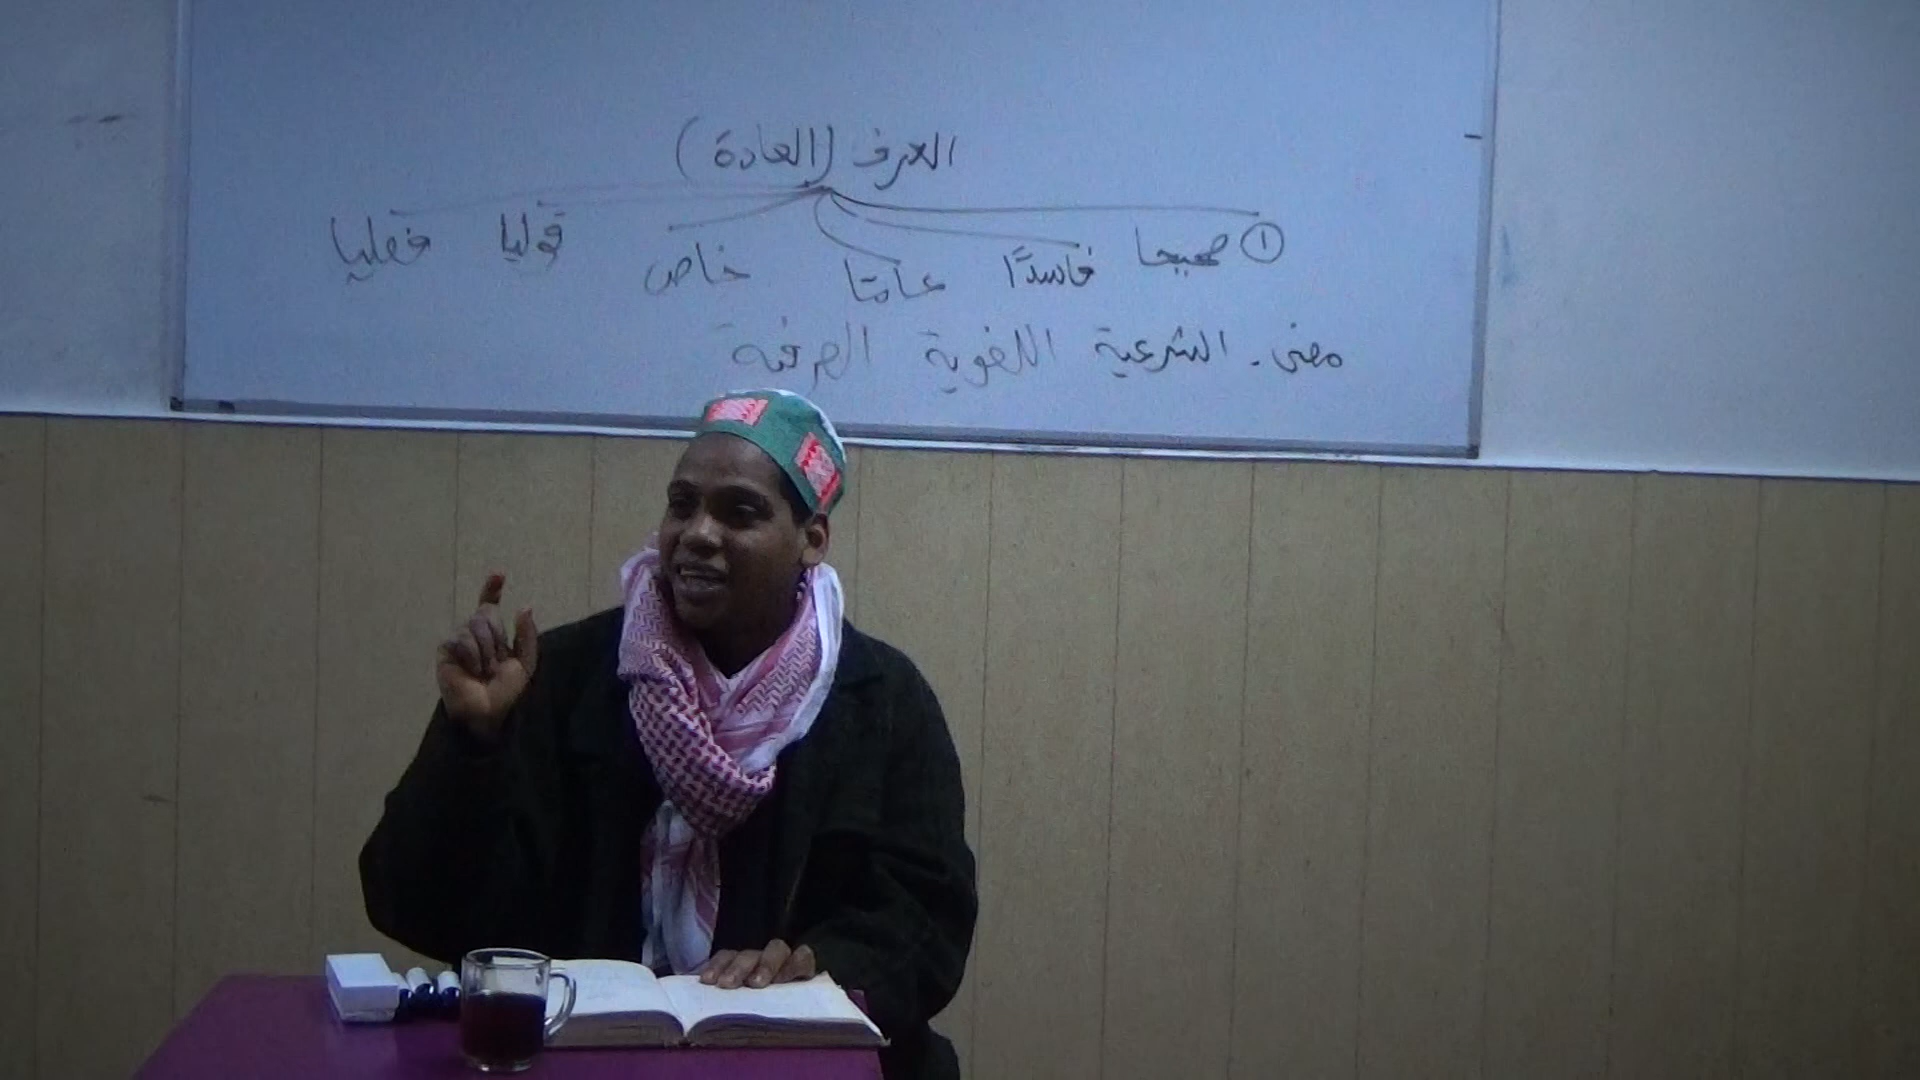 العرف (العادة)
① صحيحا فاسدًا عامًا خاص قوليا فعليا
معنى. الشرعية اللغوية العرفية